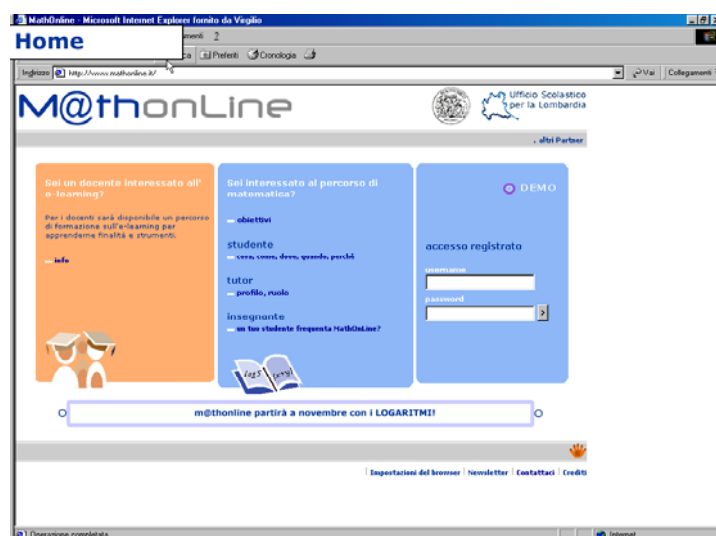 MathOnline - Microsoft Internet Explorer fornito da Virgilio
Home
Preferiti Cronologia
Indirizzo http://www.mathonline.it/
Vai Collegamenti
M@thonLine
Ufficio Scolastico
per la Lombardia
altri Partner
Sei un docente interessato all'
e-learning?
Per i docenti sarà disponibile un percorso
di formazione sull'e-learning per
apprenderne finalità e strumenti.
info
Sei interessato al percorso di
matematica?
obiettivi
studente
cosa, come, dove, quando, perchè
tutor
profilo, ruolo
insegnante
un tuo studente frequenta MathOnLine?
DEMO
accesso registrato
username
password
m@thonline partirà a novembre con i LOGARITMI!
Impostazioni del browser | Newsletter | Contattaci | Crediti
Operazione completata
Internet